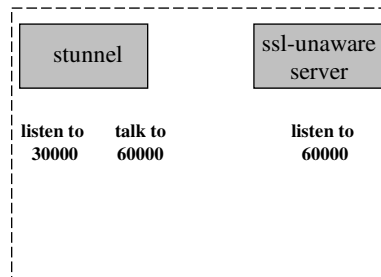 stunnel
ssl-unaware
server
listen to
30000
talk to
60000
listen to
60000